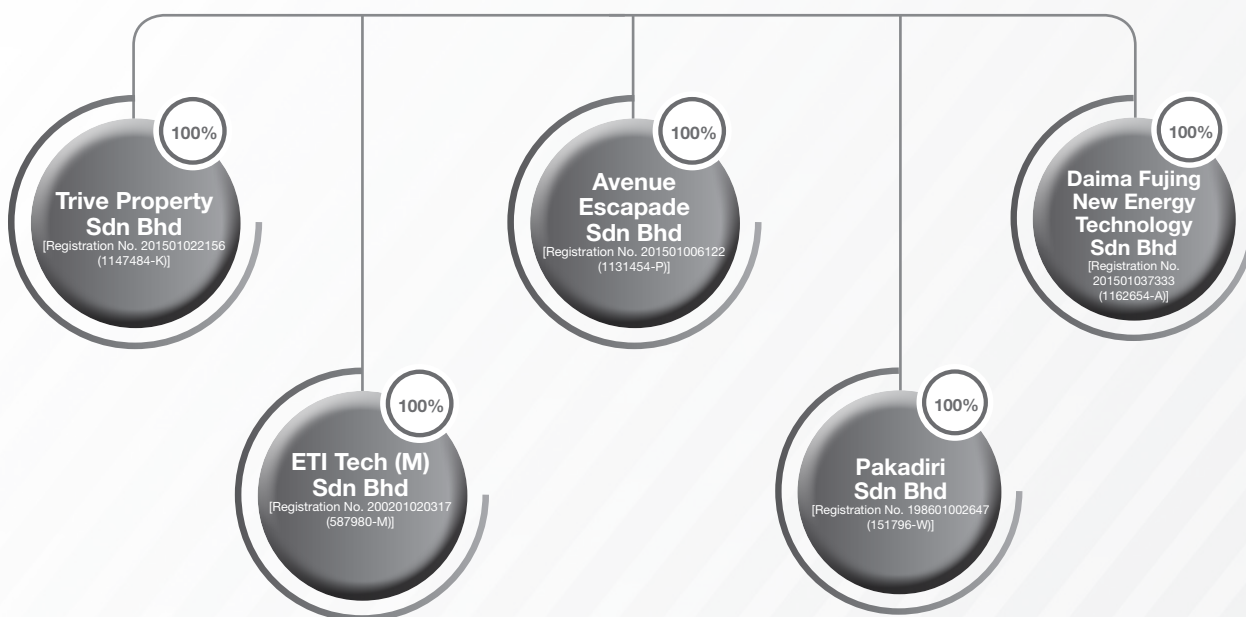 100%
Trive Property
Sdn Bhd
[Registration No. 201501022156
(1147484-K)]
100%
Avenue
Escapade
Sdn Bhd
[Registration No. 201501006122
(1131454-P)]
100%
Daima Fujing
New Energy
Technology
Sdn Bhd
[Registration No.
201501037333
(1162654-A)]
100%
ETI Tech (M)
Sdn Bhd
[Registration No. 200201020317
(587980-M)]
100%
Pakadiri
Sdn Bhd
[Registration No. 198601002647
(151796-W)]